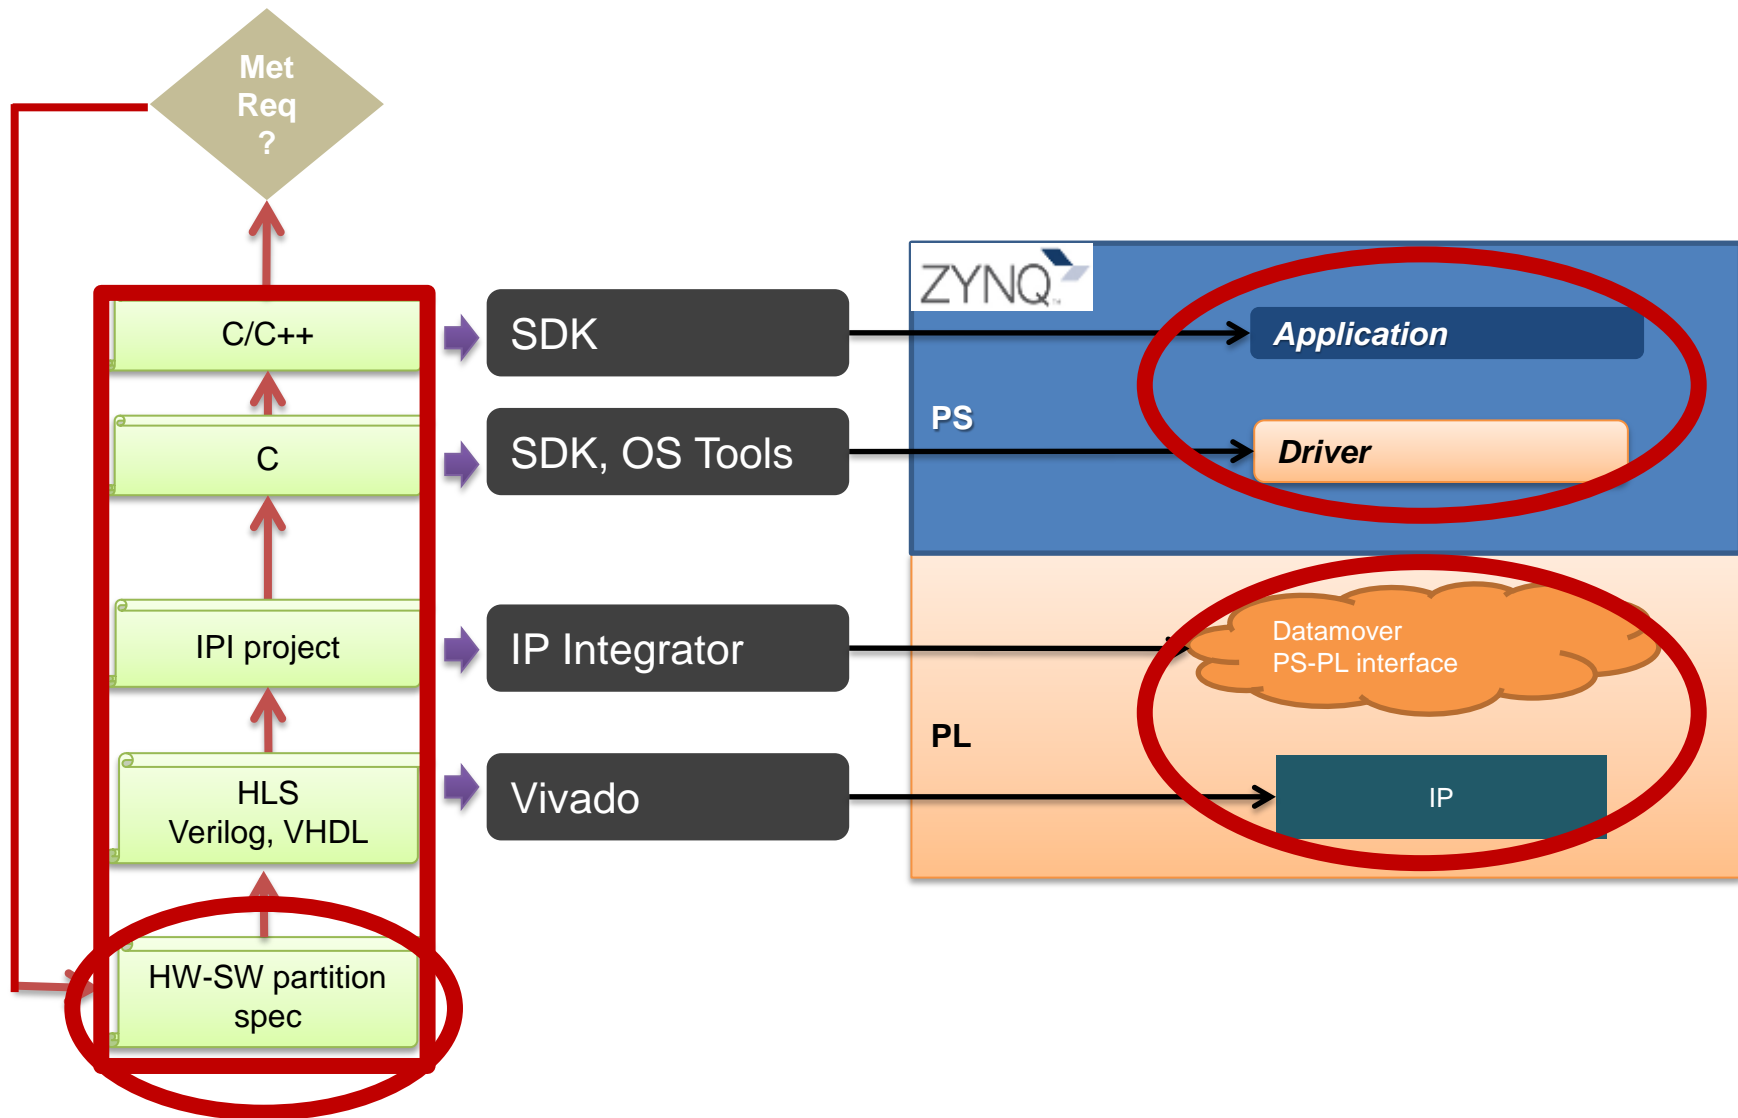 Met
Req
?
C/C++
C
IPI project
HLS
Verilog, VHDL
HW-SW partition
spec
SDK
SDK, OS Tools
IP Integrator
Vivado
ZYNQ
TM
PS
Application
Driver
PL
Datamover
PS-PL interface
IP